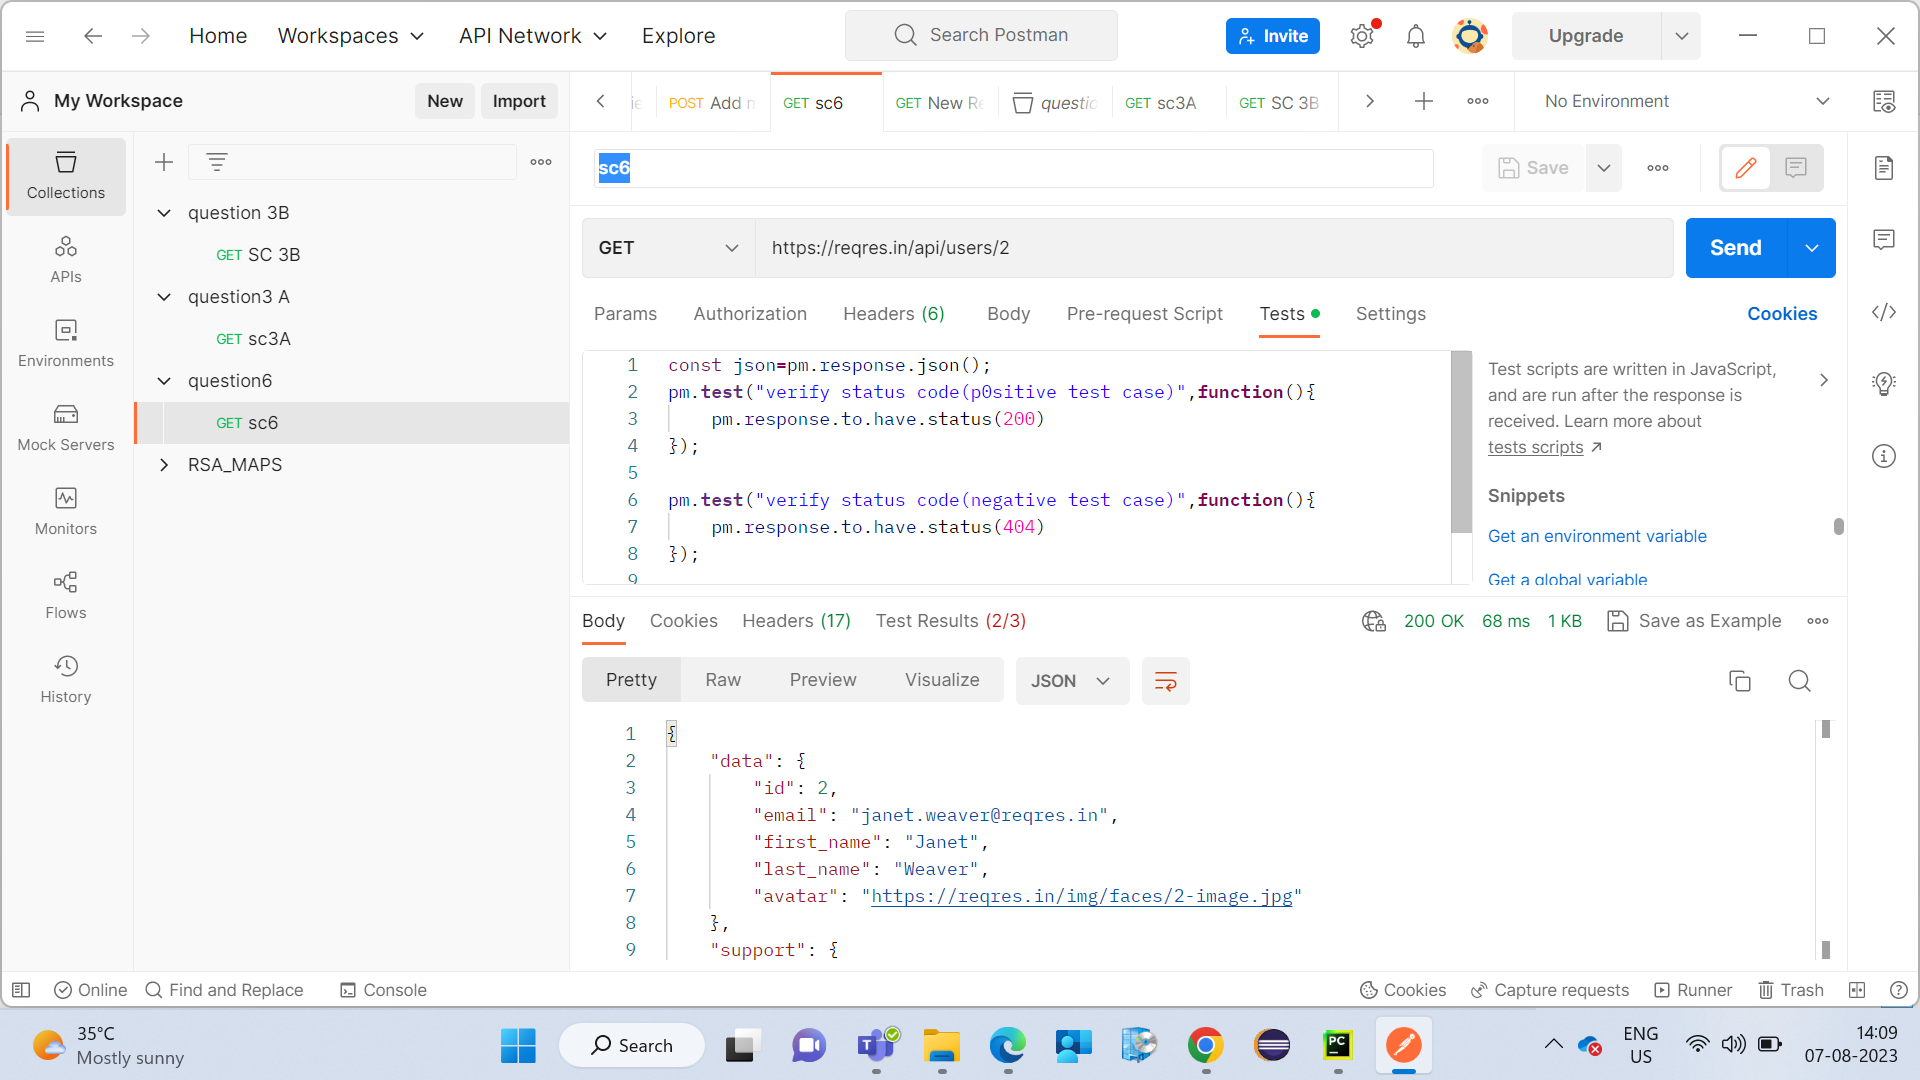 Home Workspaces API Network Explore Search Postman Invite Upgrade
My Workspace New Import
POST Add n GET sc6 GET New Re questio GET sc3A GET SC 3B No Environment
Collections
APIs
Environments
Mock Servers
Monitors
Flows
History
question 3B
GET SC 3B
question3 A
GET sc3A
question6
GET sc6
RSA_MAPS
sc6 Save
GET https://reqres.in/api/users/2 Send
Params Authorization Headers (6) Body Pre-request Script Tests Settings Cookies
1 const json=pm.response.json();
2 pm.test("verify status code(p0sitive test case)",function(){
3 pm.response.to.have.status(200)
4 });
5
6 pm.test("verify status code(negative test case)",function(){
7 pm.response.to.have.status(404)
8 });
9
Test scripts are written in JavaScript,
and are run after the response is
received. Learn more about
tests scripts ↗
Snippets
Get an environment variable
Get a global variable
Body Cookies Headers (17) Test Results (2/3) 200 OK 68 ms 1 KB Save as Example
Pretty Raw Preview Visualize JSON
1 {
2 "data": {
3 "id": 2,
4 "email": "janet.weaver@reqres.in",
5 "first_name": "Janet",
6 "last_name": "Weaver",
7 "avatar": "https://reqres.in/img/faces/2-image.jpg"
8 },
9 "support": {
Online Find and Replace Console Cookies Capture requests Runner Trash
35°C
Mostly sunny
Search
ENG
US
14:09
07-08-2023